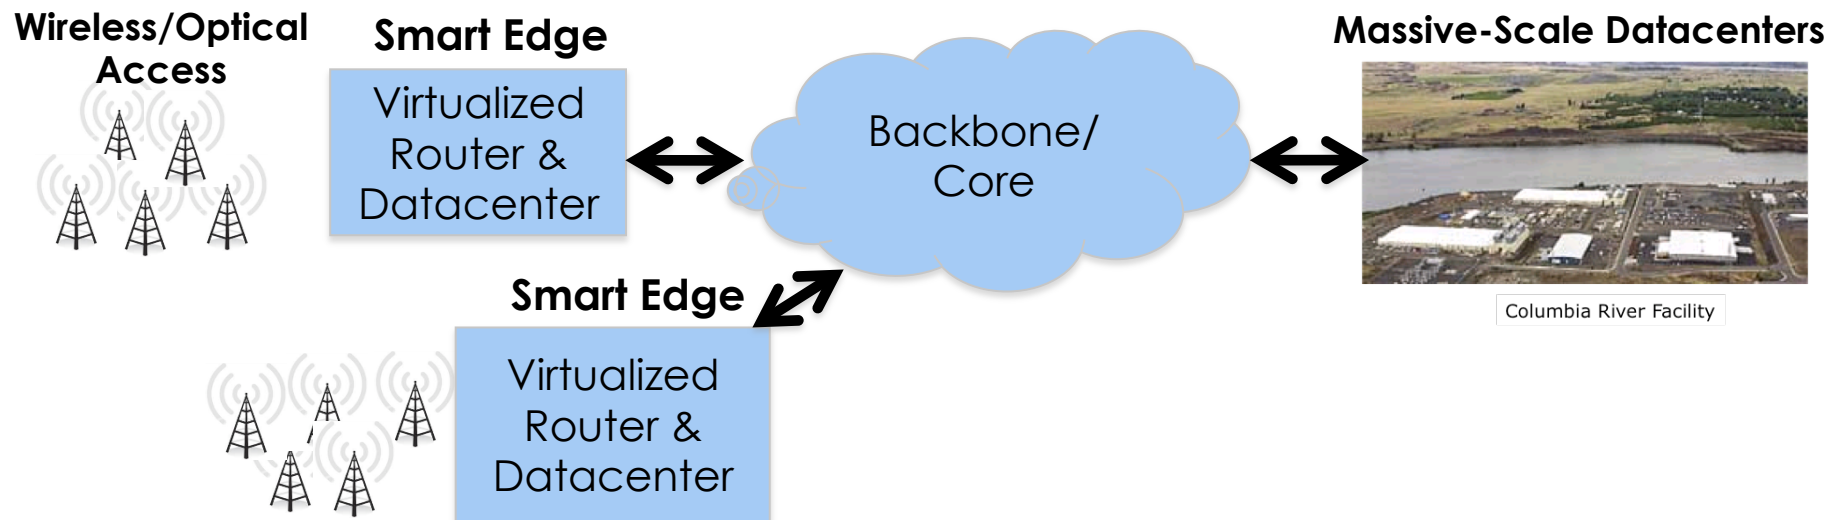 Wireless/Optical
Access
Smart Edge
Virtualized
Router &
Datacenter
Backbone/
Core
Massive-Scale Datacenters
Columbia River Facility
Smart Edge
Virtualized
Router &
Datacenter